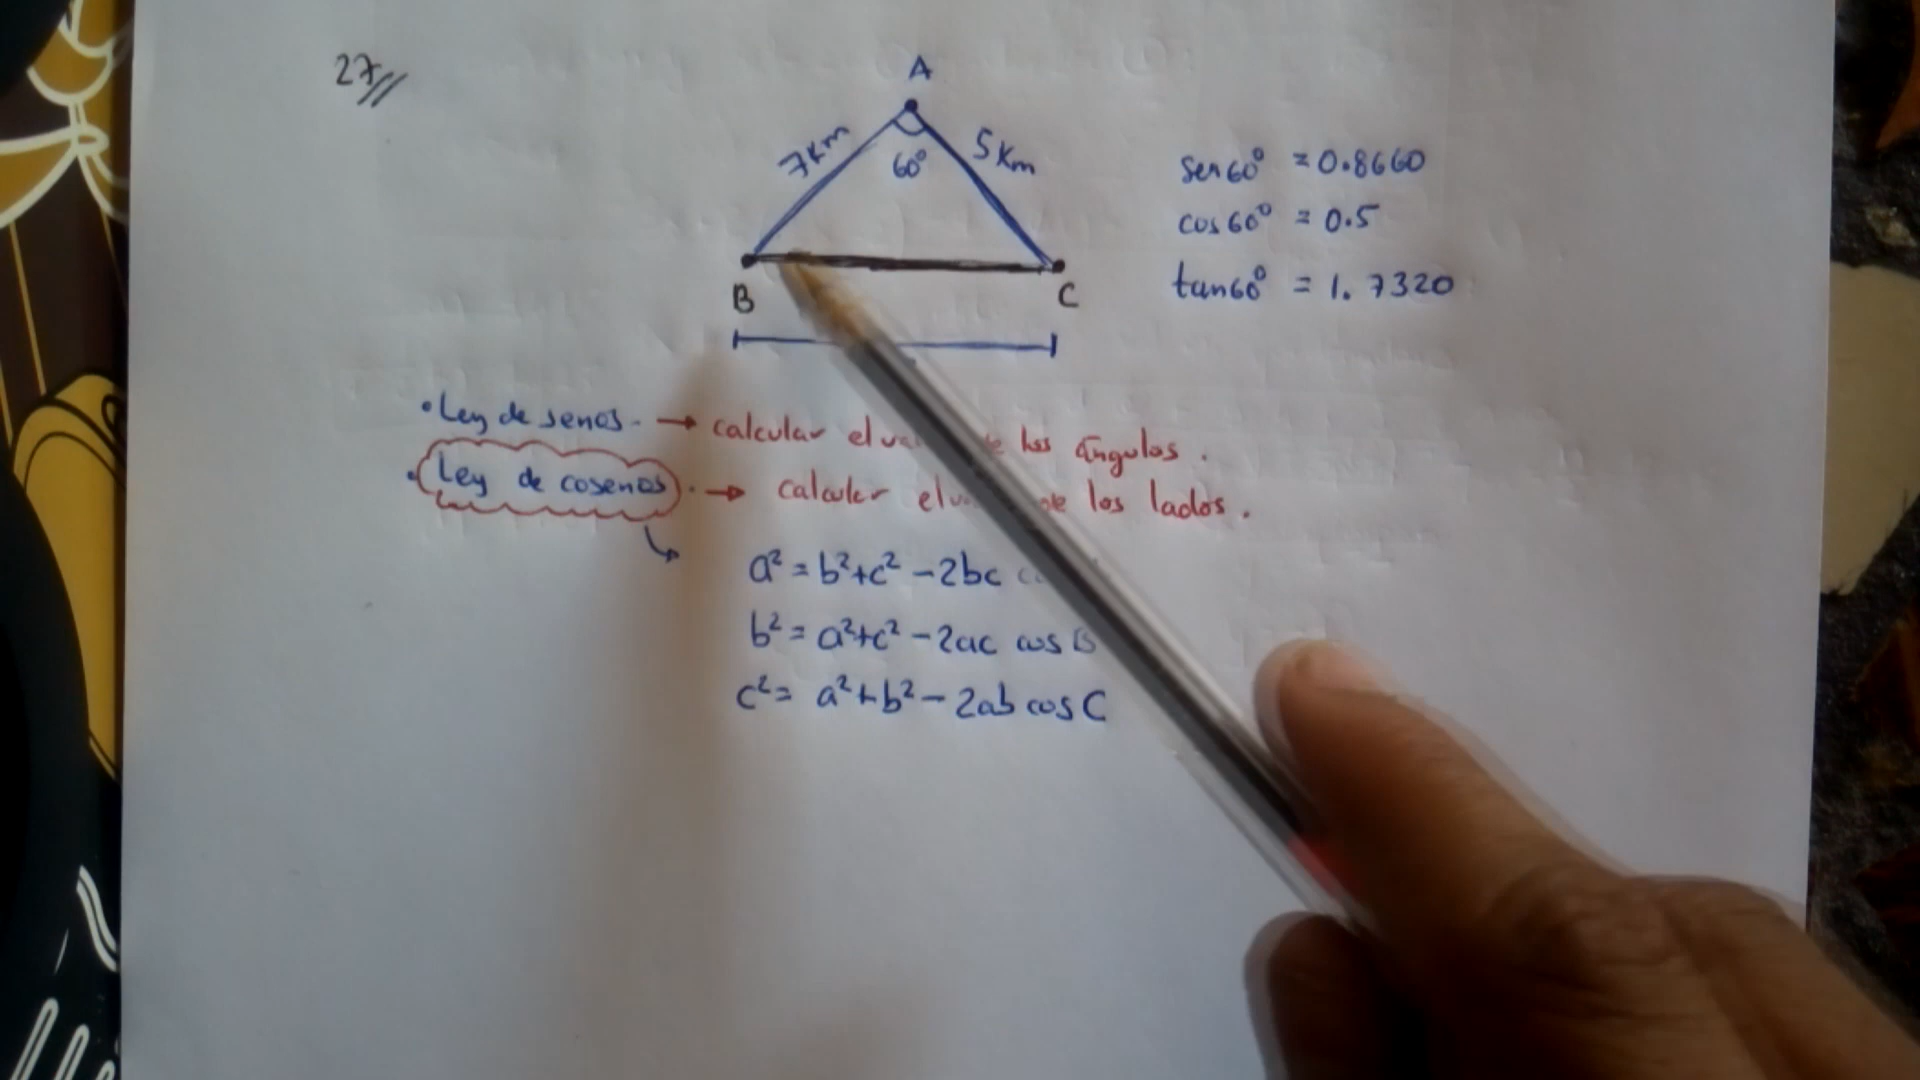 27//
A
7Km
5Km
60°
B
C
sen60° = 0.8660
cos60° = 0.5
tan60° = 1.7320
• Ley de senos. → calcular el los ángulos.
• Ley de cosenos. → calcular el los lados.
a² = b²+c² - 2bc
b² = a²+c² - 2ac cos B
c² = a²+b² - 2ab cos C